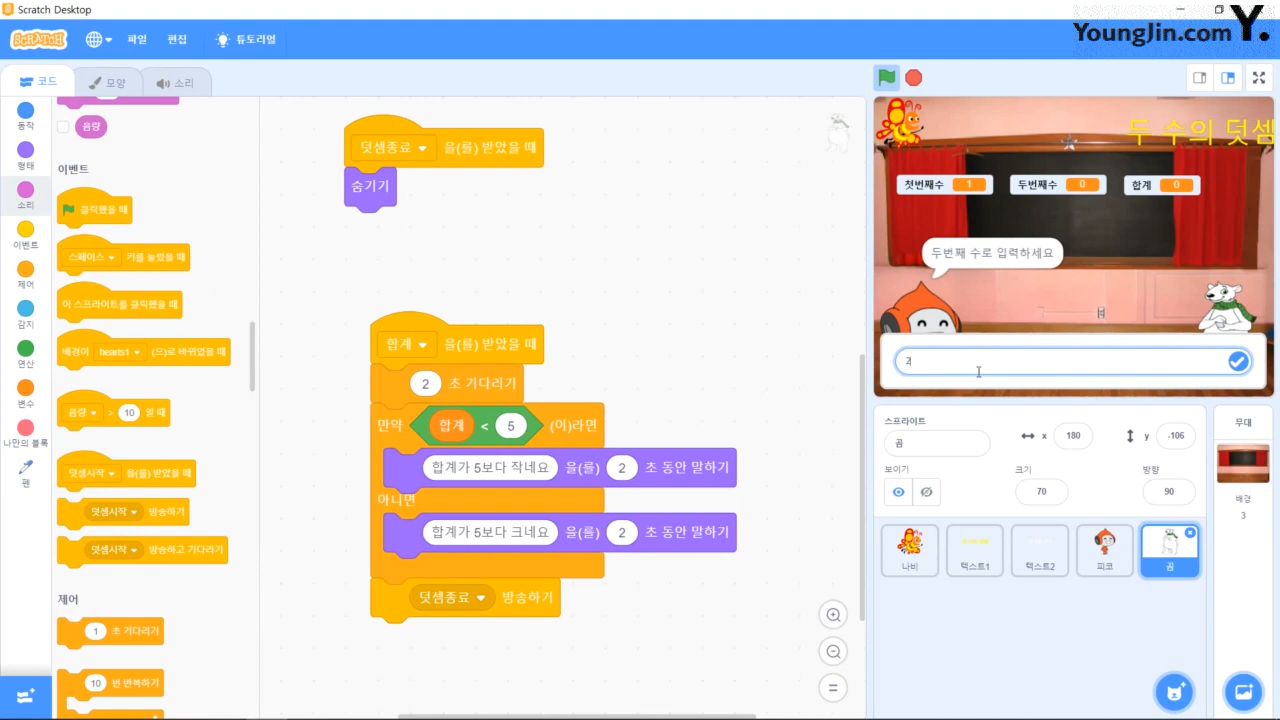 Scratch Desktop
SCRATCH 파일 편집 튜토리얼
YoungJin.com Y.
코드 모양 소리
동작
형태
소리
이벤트
제어
감지
연산
변수
나만의 블록
펜
음량
이벤트
클릭했을 때
스페이스 키를 눌렀을 때
이 스프라이트를 클릭했을 때
배경이 hearts1 (으)로 바뀌었을 때
음량 > 10 일 때
덧셈시작 을(를) 받았을 때
덧셈시작 방송하기
덧셈시작 방송하고 기다리기
제어
1 초 기다리기
10 번 반복하기
덧셈종료 을(를) 받았을 때
숨기기
합계 을(를) 받았을 때
2 초 기다리기
만약 합계 < 5 (이)라면
합계가 5보다 작네요 을(를) 2 초 동안 말하기
아니면
합계가 5보다 크네요 을(를) 2 초 동안 말하기
덧셈종료 방송하기
두 수의 덧셈
첫번째수 1 두번째수 0 합계 0
두번째 수로 입력하세요
2
스프라이트
곰 x 180 y -106
보이기 크기 방향
70 90
나비 텍스트1 텍스트2 피코 곰
무대
배경
3